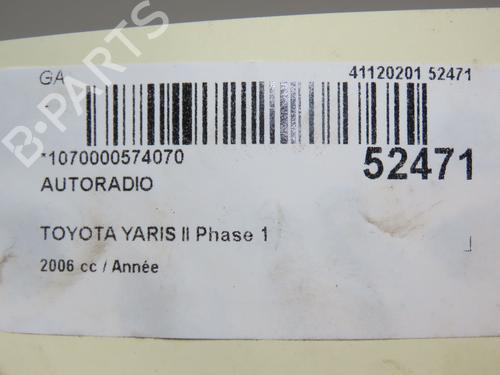 GA
41120201 52471
-
*1070000574070
52471
AUTORADIO
TOYOTA YARIS II Phase 1
2006 cc / Année
B-PARTS